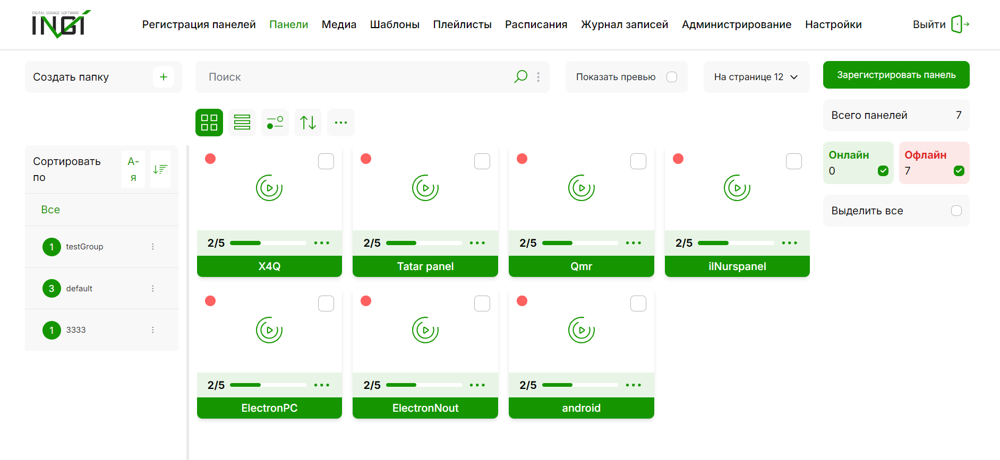 DIGITAL SIGNAGE SOFTWARE
INGI
Регистрация панелей Панели Медиа Шаблоны Плейлисты Расписания Журнал записей Администрирование Настройки Выйти
Создать папку +
Поиск
Показать превью
На странице 12
Зарегистрировать панель
Всего панелей 7
Онлайн
0
Офлайн
7
Выделить все
Сортировать
по
А-
я
Все
1 testGroup
3 default
1 3333
2/5
X4Q
2/5
Tatar panel
2/5
Qmr
2/5
ilNurspanel
2/5
ElectronPC
2/5
ElectronNout
2/5
android